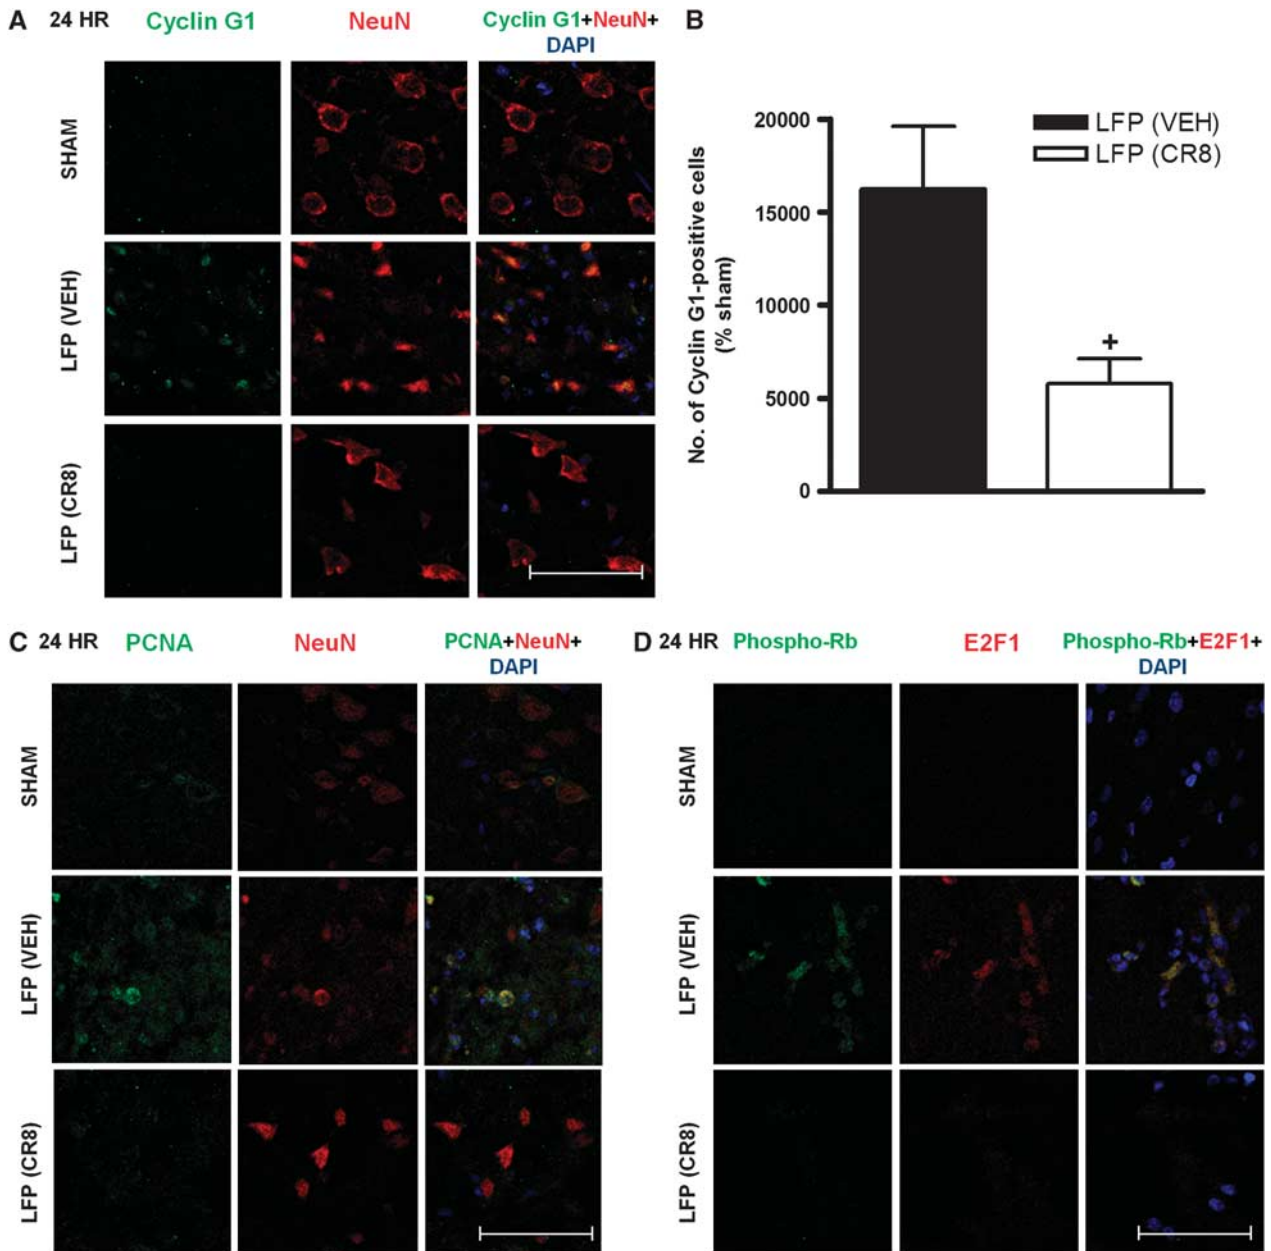 A 24 HR Cyclin G1 NeuN Cyclin G1+NeuN+
DAPI
SHAM
LFP (VEH)
LFP (CR8)
B
LFP (VEH)
LFP (CR8)
No. of Cyclin G1-positive cells
(% sham)
20000
15000
10000
5000
0
+
C 24 HR PCNA NeuN PCNA+NeuN+
DAPI
SHAM
LFP (VEH)
LFP (CR8)
D 24 HR Phospho-Rb E2F1 Phospho-Rb+E2F1+
DAPI
SHAM
LFP (VEH)
LFP (CR8)